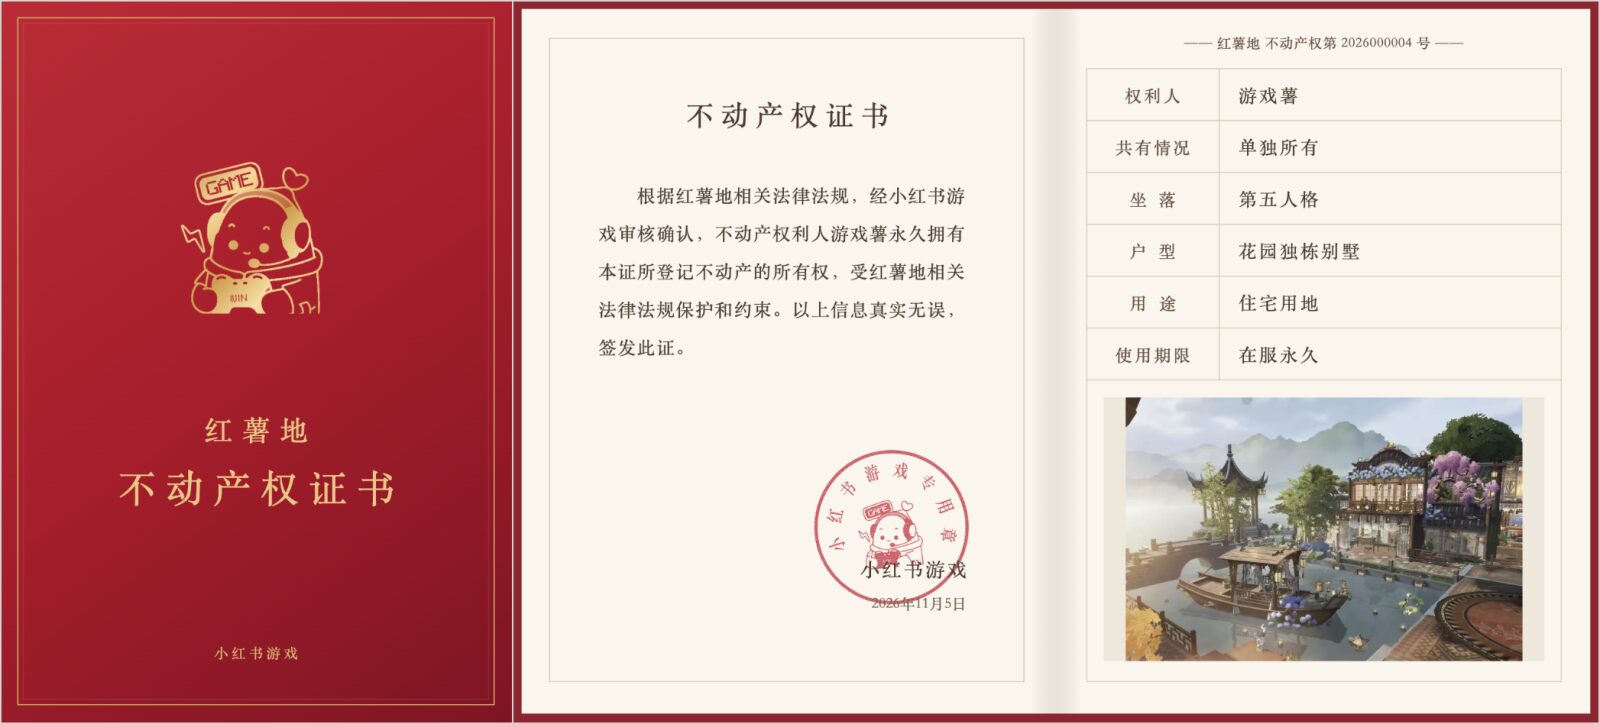 GAME
WIN
红薯地
不动产权证书
小红书游戏
不动产权证书
根据红薯地相关法律法规，经小红书游
戏审核确认，不动产权利人游戏薯永久拥有
本证所登记不动产的所有权，受红薯地相关
法律法规保护和约束。以上信息真实无误，
签发此证。
小红书游戏专用章
GAME
小红书游戏
2026年11月5日
—— 红薯地 不动产权第 2026000004 号 ——
权利人 游戏薯
共有情况 单独所有
坐 落 第五人格
户 型 花园独栋别墅
用 途 住宅用地
使用期限 在服永久